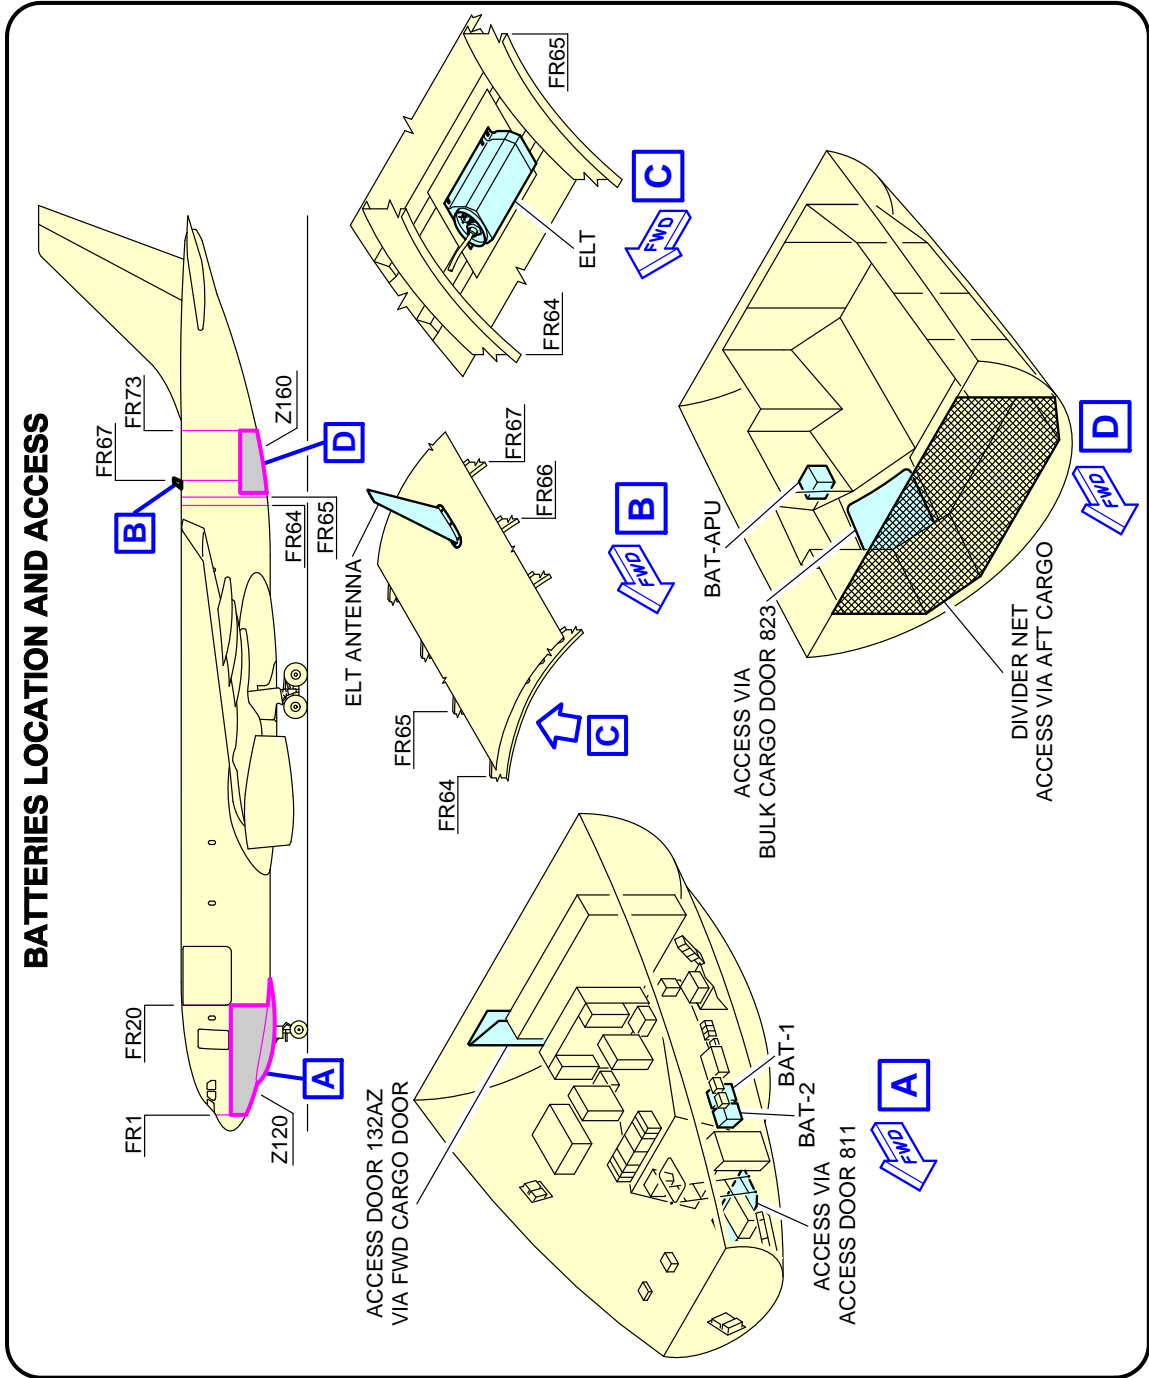 BATTERIES LOCATION AND ACCESS
FR1
FR20
FR67
FR73
B
Z120
A
FR64
FR65
D
Z160
ELT ANTENNA
FR64
FR65
FR66
FR67
C
FWD
B
FR64
FR65
ELT
FWD
C
ACCESS DOOR 132AZ
VIA FWD CARGO DOOR
BAT-1
BAT-2
ACCESS VIA
ACCESS DOOR 811
FWD
A
BAT-APU
ACCESS VIA
BULK CARGO DOOR 823
DIVIDER NET
ACCESS VIA AFT CARGO
FWD
D